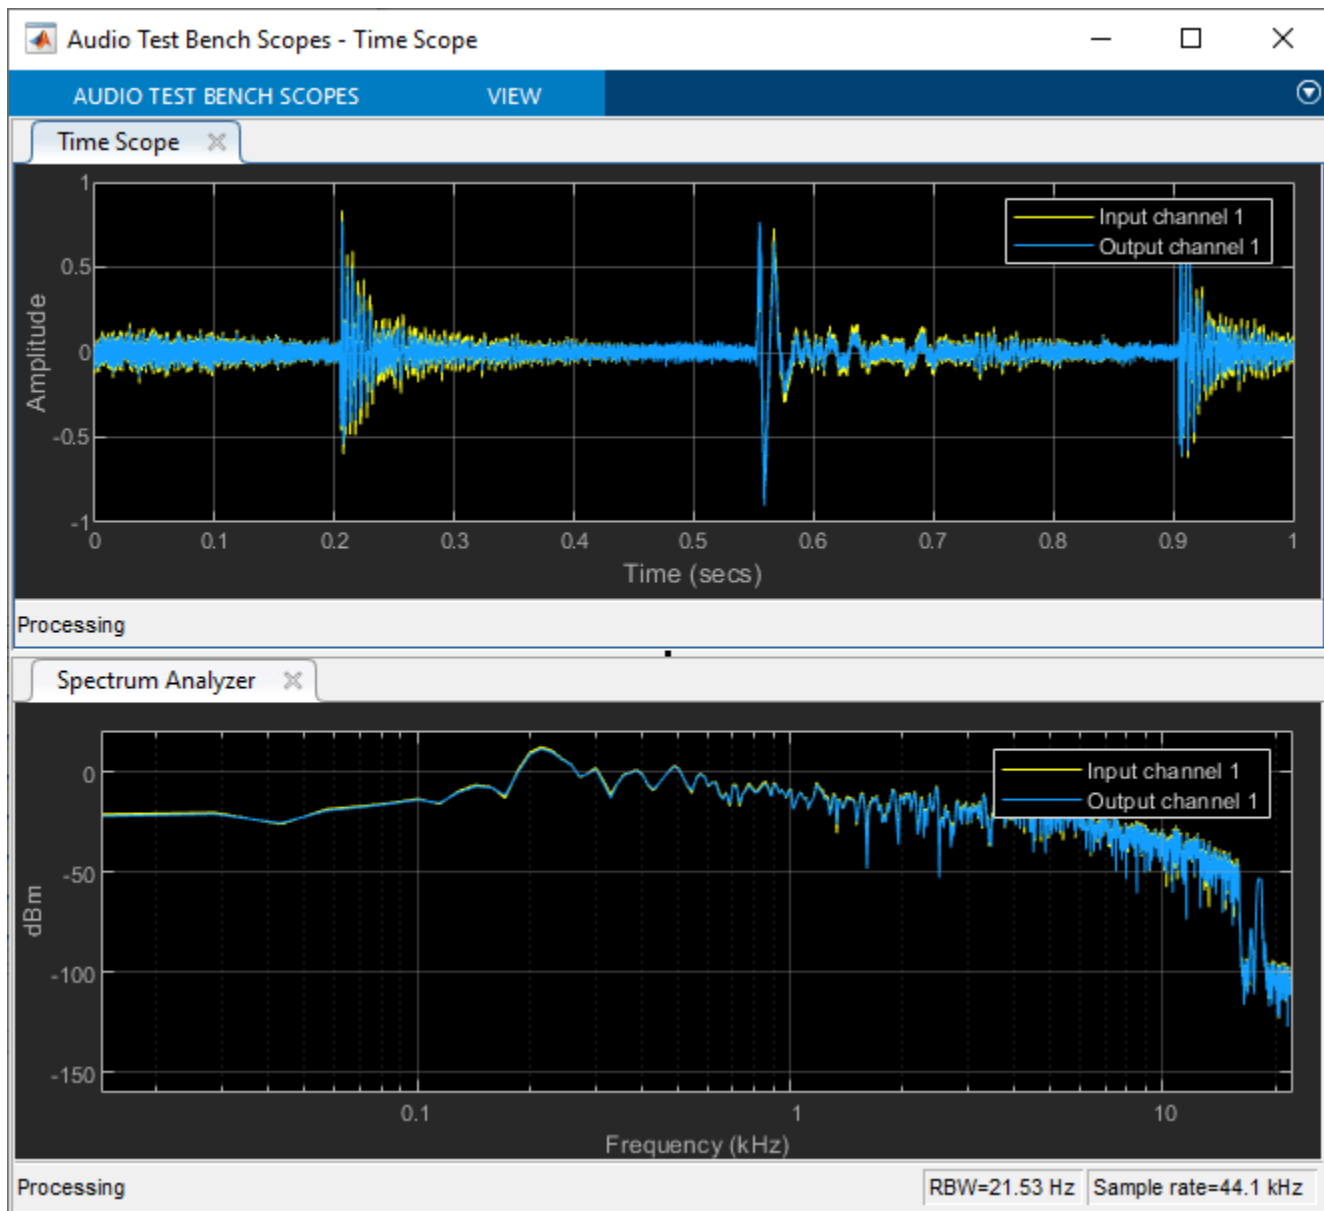 Audio Test Bench Scopes - Time Scope
AUDIO TEST BENCH SCOPES VIEW
Time Scope
1
0.5
0
-0.5
-1
Amplitude
Input channel 1
Output channel 1
0 0.1 0.2 0.3 0.4 0.5 0.6 0.7 0.8 0.9 1
Time (secs)
Processing
Spectrum Analyzer
0
-50
-100
-150
dBm
Input channel 1
Output channel 1
0.1 1 10
Frequency (kHz)
Processing RBW=21.53 Hz Sample rate=44.1 kHz